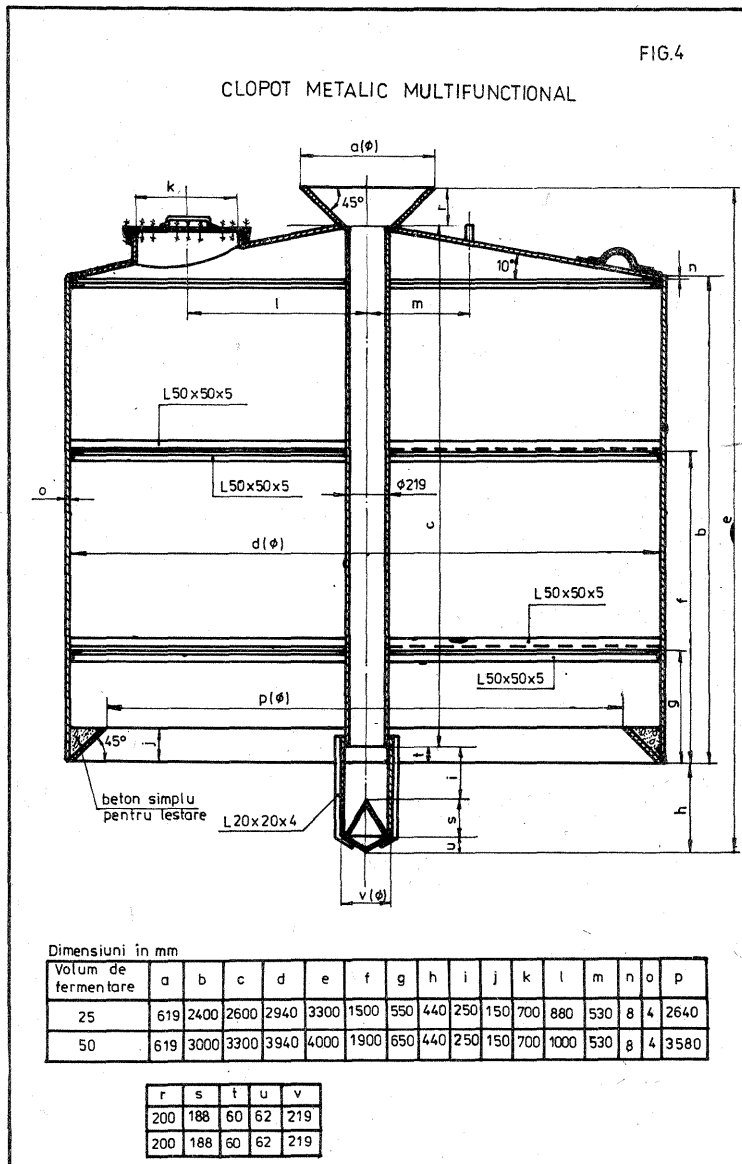 FIG.4
CLOPOT METALIC MULTIFUNCTIONAL
a(ϕ)
k
45°
r
10°
n
l
m
L50x50x5
L50x50x5
ϕ219
o
c
e
b
d(ϕ)
f
L50x50x5
L50x50x5
g
p(ϕ)
45°
j
t
i
beton simplu
pentru lestare
L20x20x4
s
h
u
v(ϕ)
Dimensiuni în mm
Volum de fermentare a b c d e f g h i j k l m n o p
25 619 2400 2600 2940 3300 1500 550 440 250 150 700 880 530 8 4 2640
50 619 3000 3300 3940 4000 1900 650 440 250 150 700 1000 530 8 4 3580
r s t u v
200 188 60 62 219
200 188 60 62 219